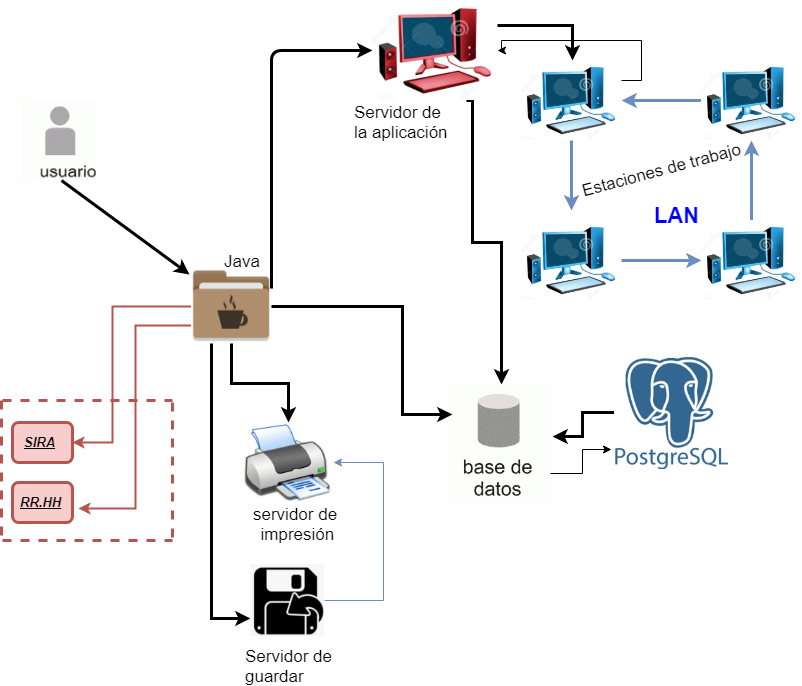 Servidor de
la aplicación
usuario
Estaciones de trabajo
LAN
Java
SIRA
RR.HH
servidor de
impresión
base de
datos
PostgreSQL
Servidor de
guardar